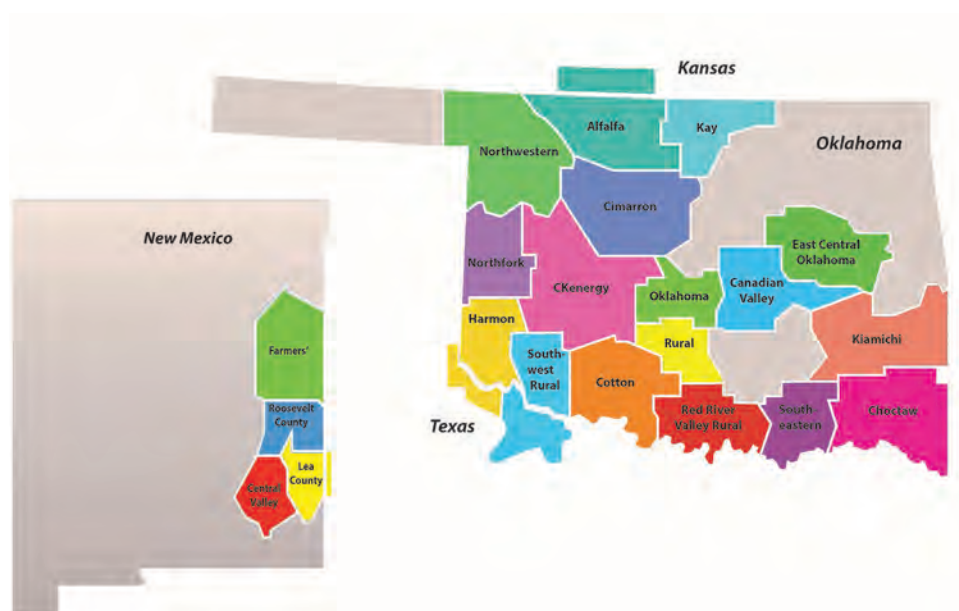 Kansas
Alfalfa
Kay
Oklahoma
Northwestern
Cimarron
New Mexico
East Central
Oklahoma
Northfork
CKenergy
Canadian
Valley
Oklahoma
Harmon
Farmers'
Rural
Kiamichi
South-
west
Rural
Cotton
Roosevelt
County
Texas
Red River
Valley Rural
South-
eastern
Choctaw
Lea
County
Central
Valley